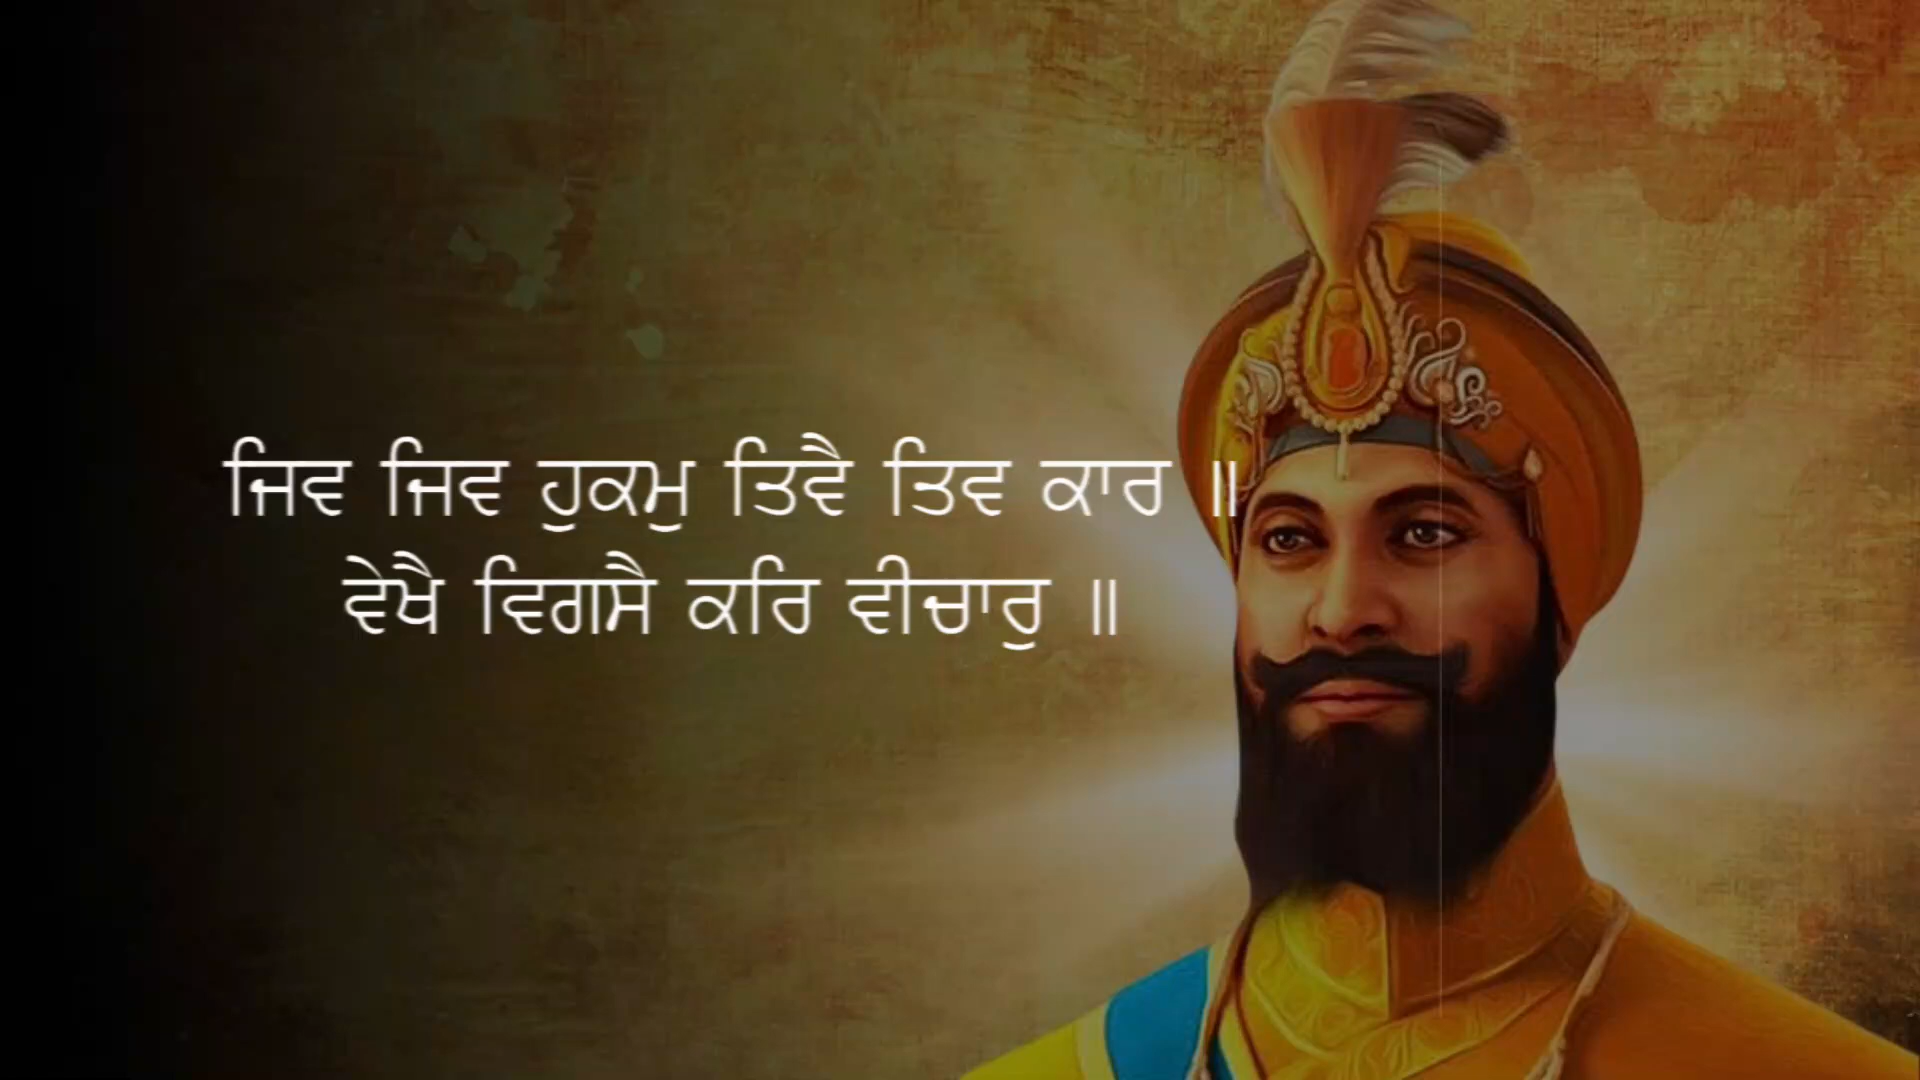 ਜਿਵ ਜਿਵ ਹੁਕਮੁ ਤਿਵੈ ਤਿਵ ਕਾਰ ॥
ਵੇਖੈ ਵਿਗਸੈ ਕਰਿ ਵੀਚਾਰੁ ॥